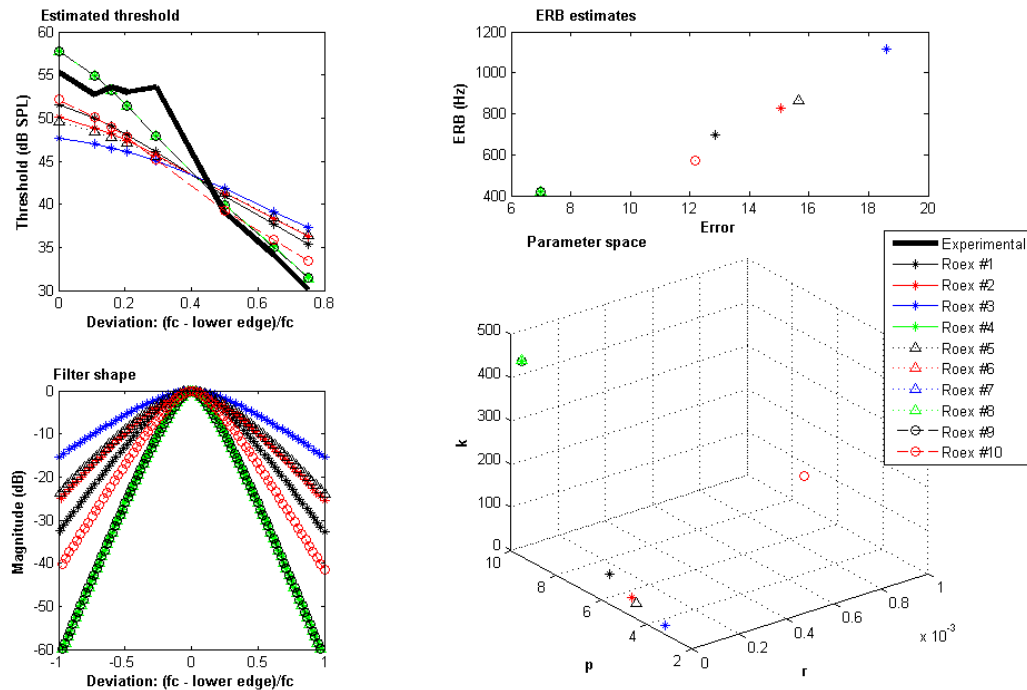 Estimated threshold
60
55
50
45
40
35
30
Threshold (dB SPL)
0
0.2
0.4
0.6
0.8
Deviation: (fc - lower edge)/fc
ERB estimates
1200
1000
800
600
400
ERB (Hz)
6
8
10
12
14
16
18
20
Error
Filter shape
0
-10
-20
-30
-40
-50
-60
Magnitude (dB)
-1
-0.5
0
0.5
1
Deviation: (fc - lower edge)/fc
Parameter space
500
400
300
200
100
0
k
10
8
6
4
2
p
0
0.2
0.4
0.6
0.8
1
x 10⁻³
r
Experimental
Roex #1
Roex #2
Roex #3
Roex #4
Roex #5
Roex #6
Roex #7
Roex #8
Roex #9
Roex #10